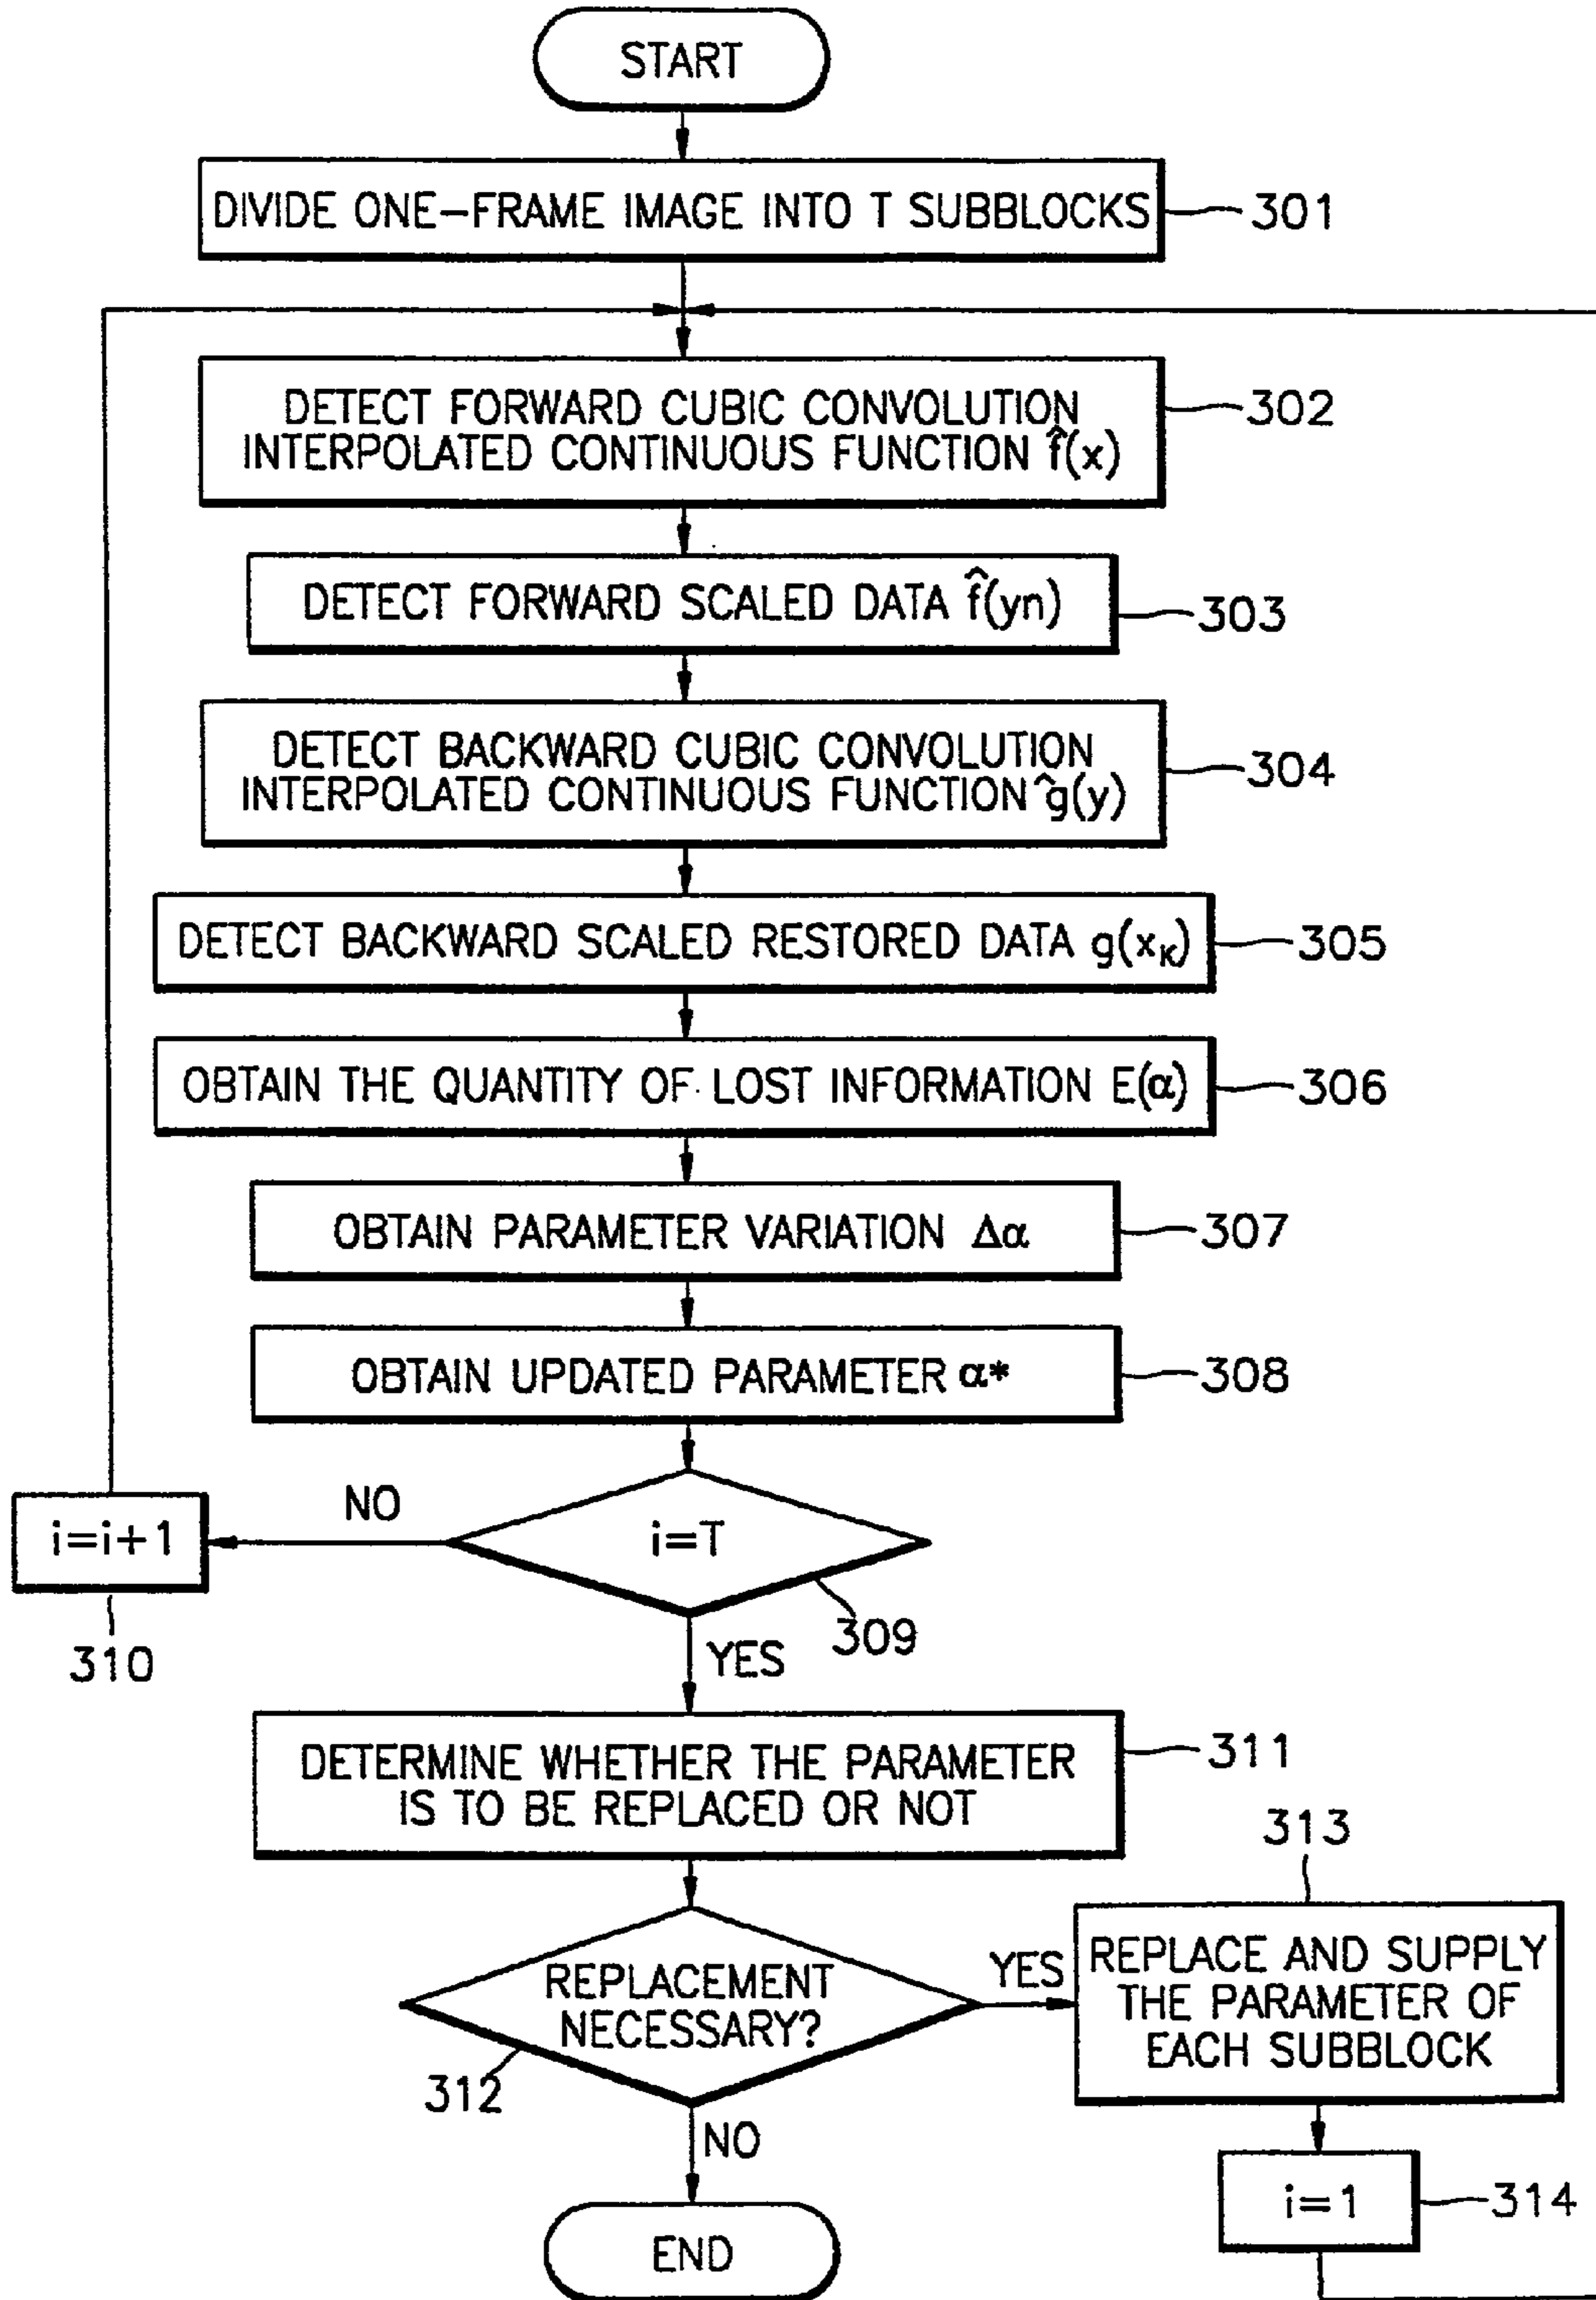 START
DIVIDE ONE-FRAME IMAGE INTO T SUBBLOCKS
301
DETECT FORWARD CUBIC CONVOLUTION
INTERPOLATED CONTINUOUS FUNCTION f̂(x)
302
DETECT FORWARD SCALED DATA f̂(yn)
303
DETECT BACKWARD CUBIC CONVOLUTION
INTERPOLATED CONTINUOUS FUNCTION ĝ(y)
304
DETECT BACKWARD SCALED RESTORED DATA g(xₖ)
305
OBTAIN THE QUANTITY OF LOST INFORMATION E(α)
306
OBTAIN PARAMETER VARIATION Δα
307
OBTAIN UPDATED PARAMETER α*
308
i=T
309
NO
i=i+1
310
YES
DETERMINE WHETHER THE PARAMETER
IS TO BE REPLACED OR NOT
311
REPLACEMENT
NECESSARY?
312
YES
313
REPLACE AND SUPPLY
THE PARAMETER OF
EACH SUBBLOCK
i=1
314
NO
END